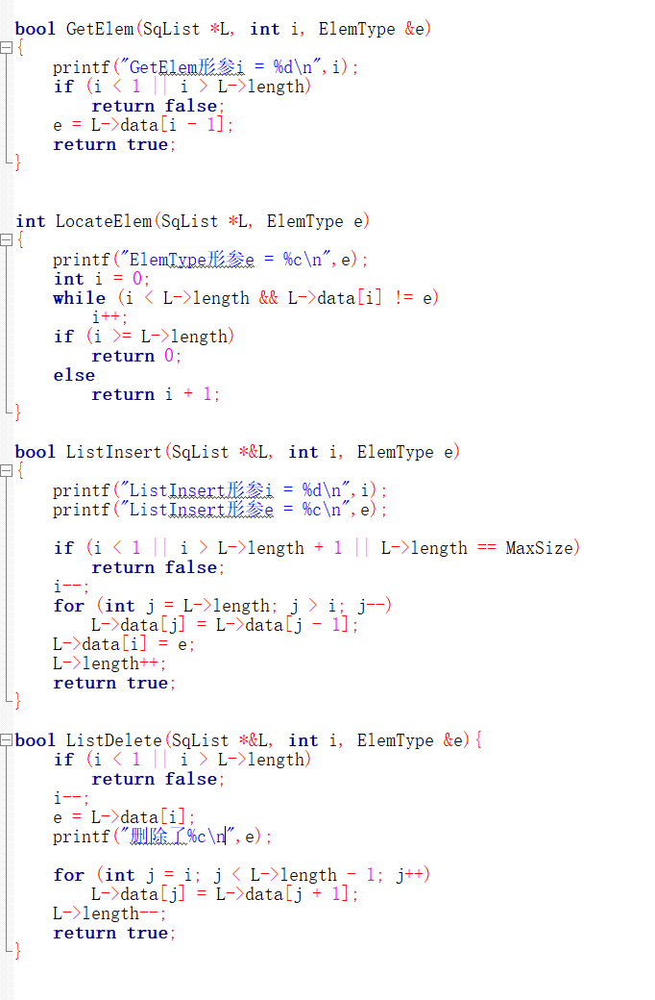 bool GetElem(SqList *L, int i, ElemType &e)
{
    printf("GetElem形参i = %d\n",i);
    if (i < 1 || i > L->length)
        return false;
    e = L->data[i - 1];
    return true;
}
int LocateElem(SqList *L, ElemType e)
{
    printf("ElemType形参e = %c\n",e);
    int i = 0;
    while (i < L->length && L->data[i] != e)
        i++;
    if (i >= L->length)
        return 0;
    else
        return i + 1;
}
bool ListInsert(SqList *&L, int i, ElemType e)
{
    printf("ListInsert形参i = %d\n",i);
    printf("ListInsert形参e = %c\n",e);
    if (i < 1 || i > L->length + 1 || L->length == MaxSize)
        return false;
    i--;
    for (int j = L->length; j > i; j--)
        L->data[j] = L->data[j - 1];
    L->data[i] = e;
    L->length++;
    return true;
}
bool ListDelete(SqList *&L, int i, ElemType &e){
    if (i < 1 || i > L->length)
        return false;
    i--;
    e = L->data[i];
    printf("删除了%c\n",e);
    for (int j = i; j < L->length - 1; j++)
        L->data[j] = L->data[j + 1];
    L->length--;
    return true;
}